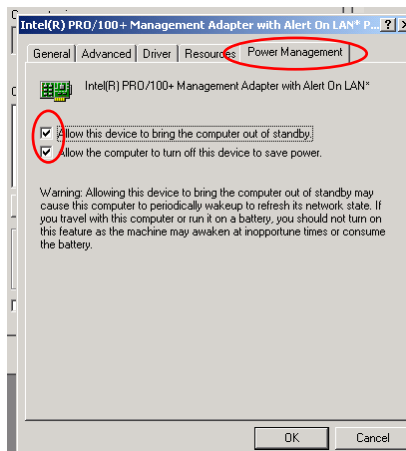 Intel(R) PRO/100+ Management Adapter with Alert On LAN* P...
General Advanced Driver Resources Power Management
Intel(R) PRO/100+ Management Adapter with Alert On LAN*
Allow this device to bring the computer out of standby.
Allow the computer to turn off this device to save power.
Warning: Allowing this device to bring the computer out of standby may
cause this computer to periodically wakeup to refresh its network state. If
you travel with this computer or run it on a battery, you should not turn on
this feature as the machine may awaken at inopportune times or consume
the battery.
OK Cancel